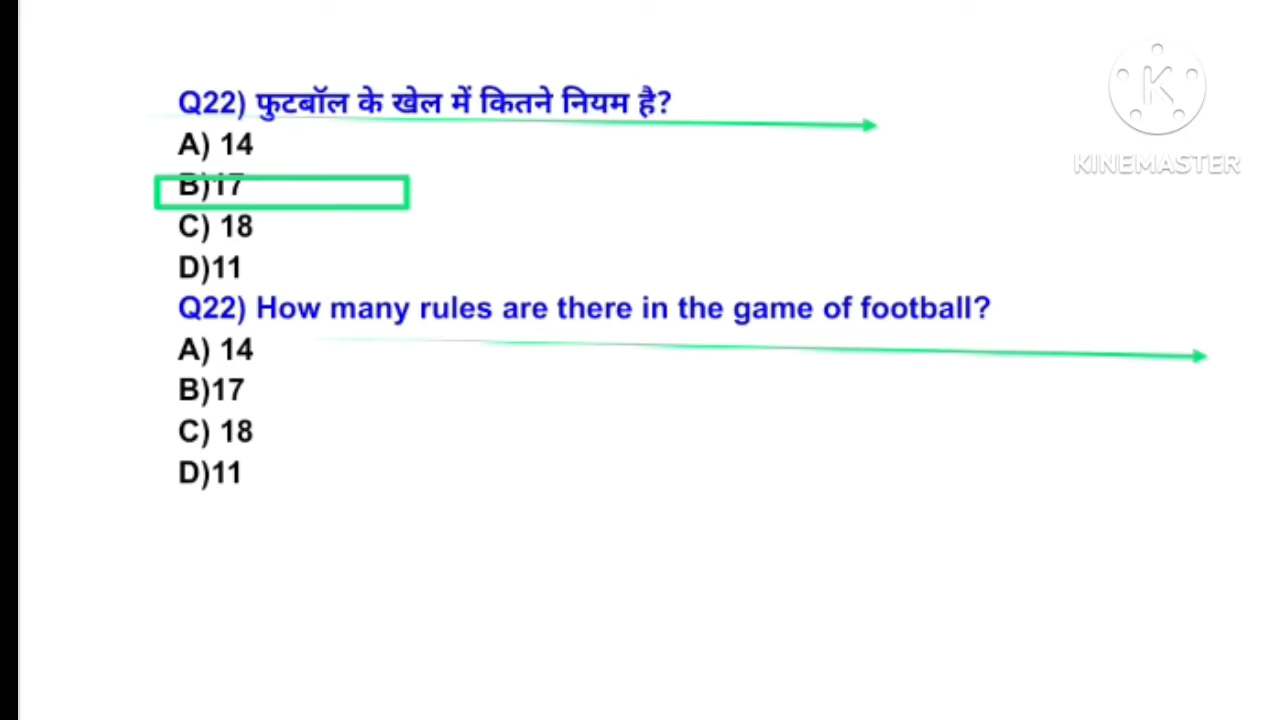 Q22) फुटबॉल के खेल में कितने नियम है?
A) 14
B)17
C) 18
D)11
Q22) How many rules are there in the game of football?
A) 14
B)17
C) 18
D)11
K
KINEMASTER